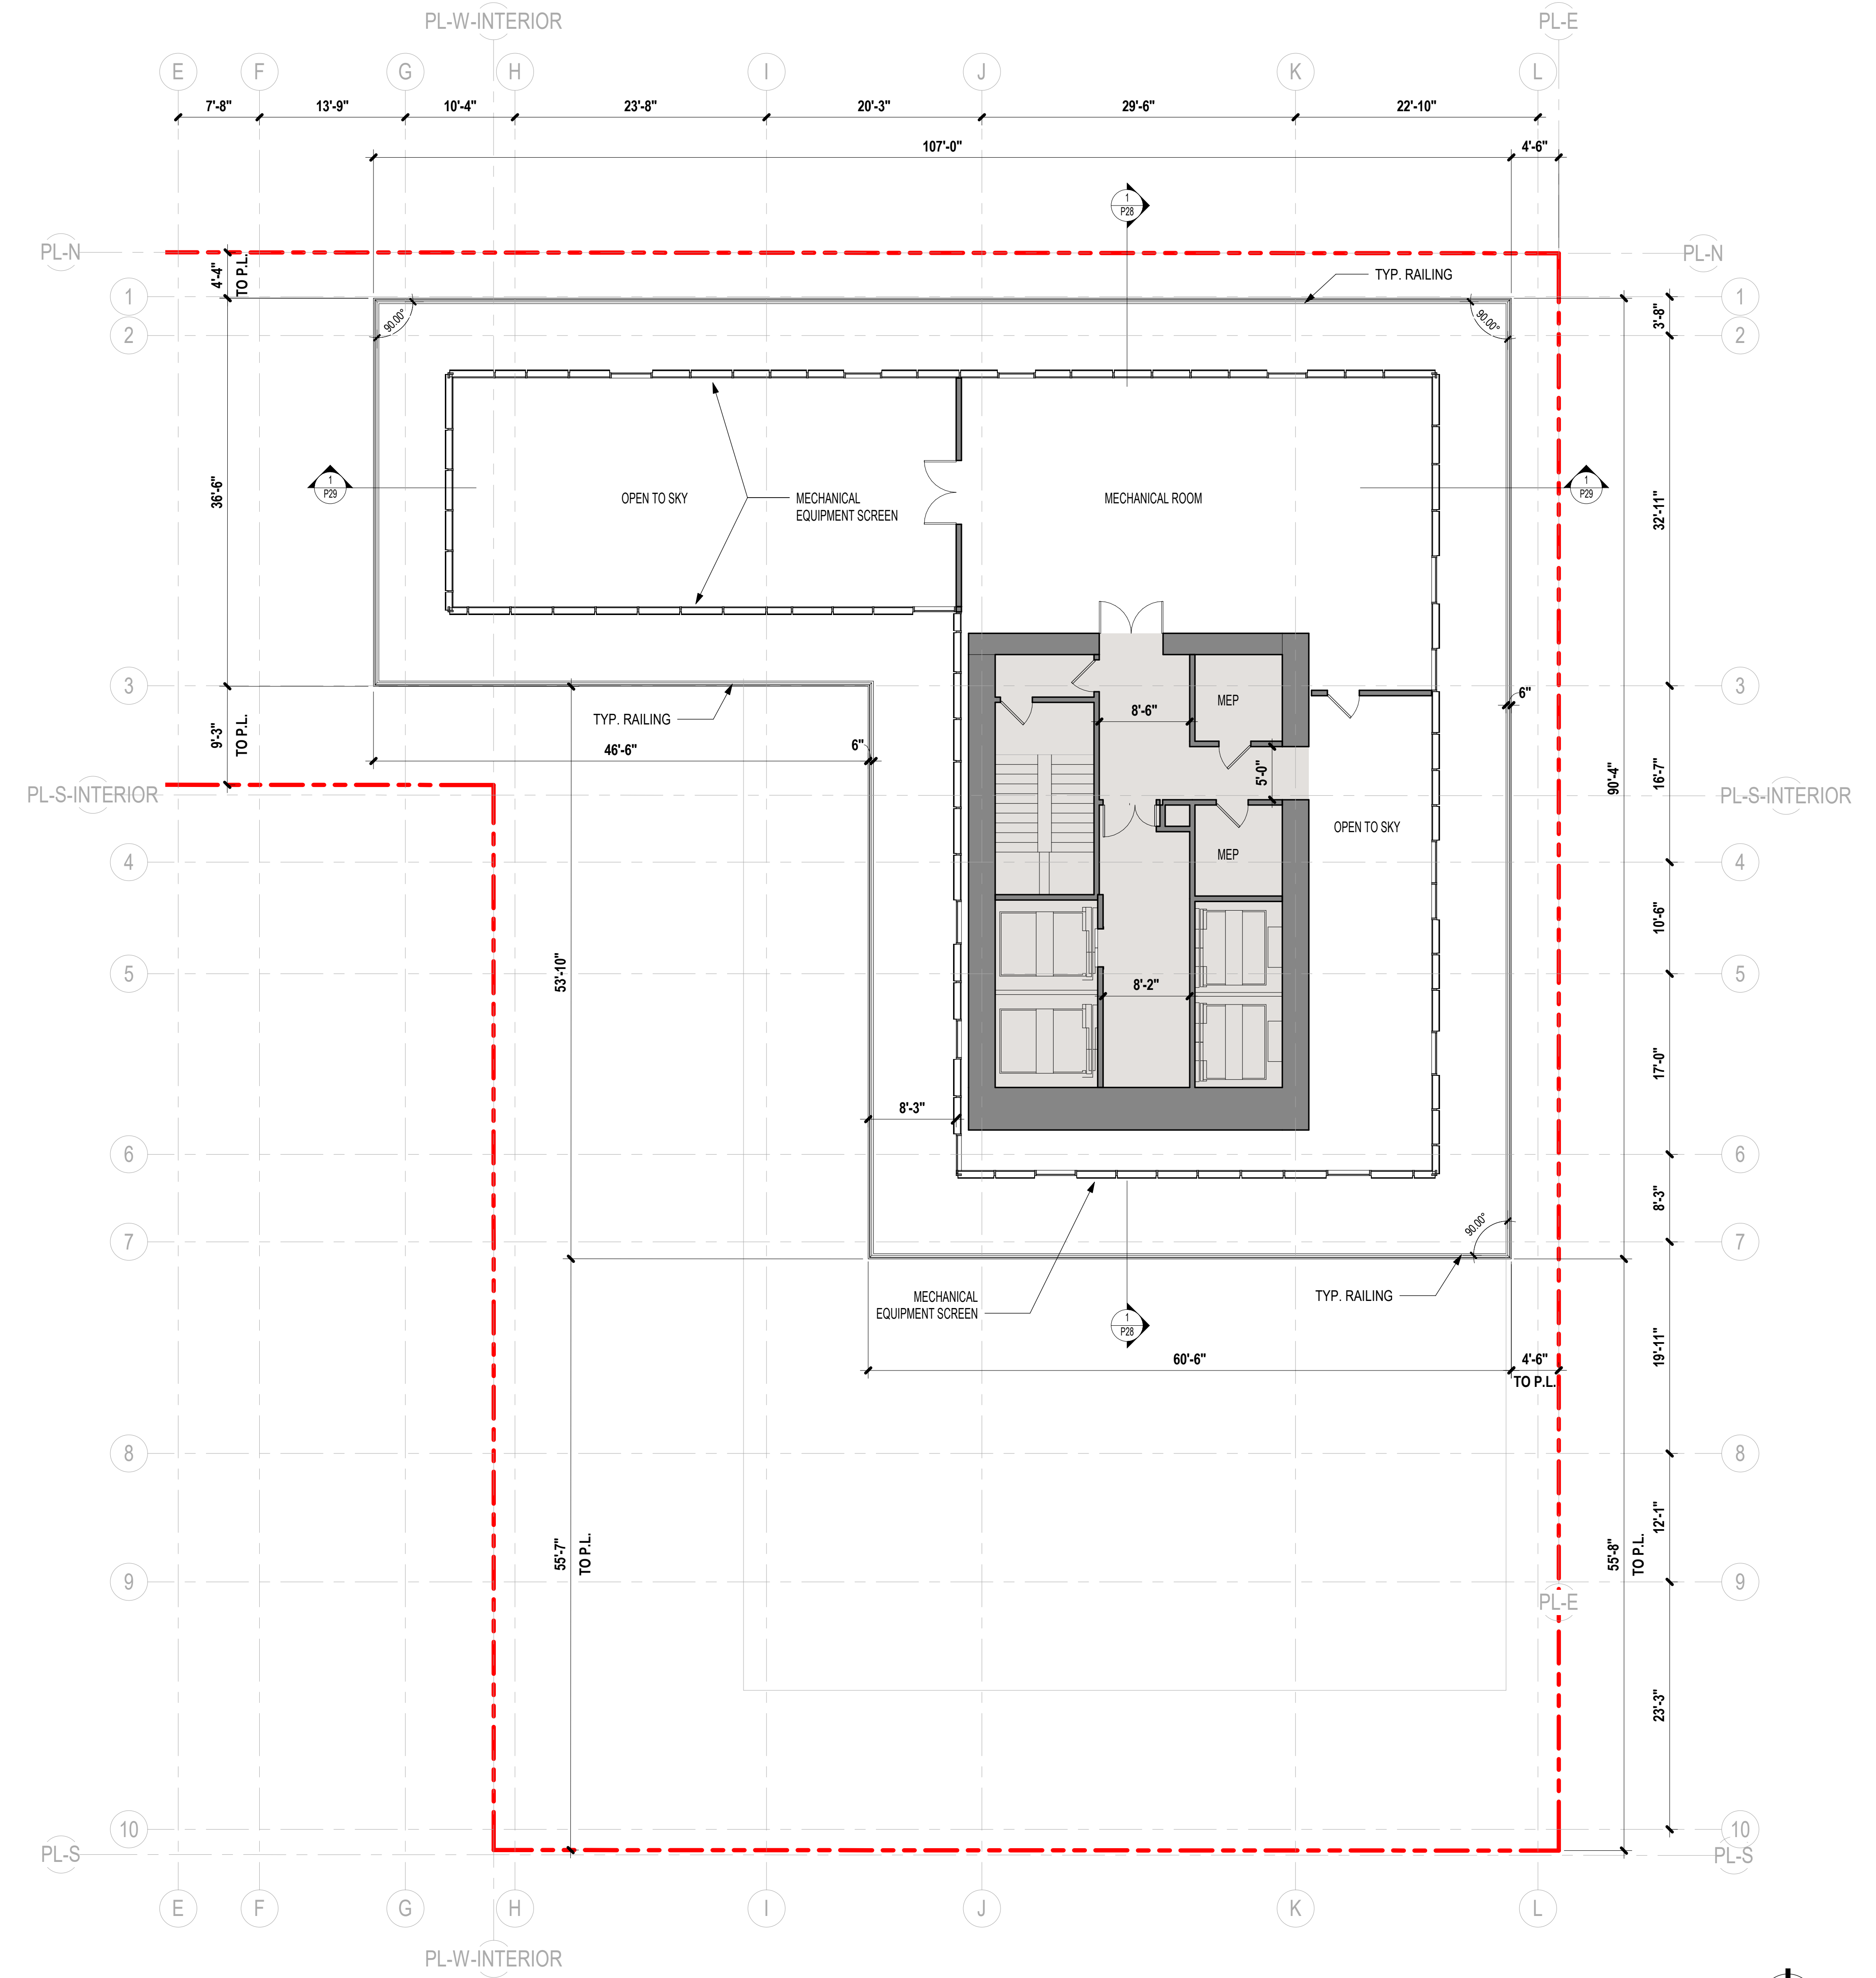 PL-W-INTERIOR
PL-E
E
F
G
H
I
J
K
L
7'-8"
13'-9"
10'-4"
23'-8"
20'-3"
29'-6"
22'-10"
107'-0"
4'-6"
1
P28
PL-N
PL-N
4'-4"
TO P.L.
TYP. RAILING
1
1
3'-8"
90.00°
90.00°
2
2
36'-6"
1
P29
OPEN TO SKY
MECHANICAL
EQUIPMENT SCREEN
MECHANICAL ROOM
1
P29
32'-11"
3
3
TYP. RAILING
MEP
6"
8'-6"
9'-3"
TO P.L.
46'-6"
6"
5'-0"
90'-4"
16'-7"
PL-S-INTERIOR
PL-S-INTERIOR
OPEN TO SKY
MEP
4
4
10'-6"
53'-10"
5
5
8'-2"
17'-0"
8'-3"
6
6
8'-3"
90.00°
7
7
MECHANICAL
EQUIPMENT SCREEN
TYP. RAILING
1
P28
60'-6"
4'-6"
TO P.L.
19'-11"
8
8
12'-1"
55'-7"
TO P.L.
55'-8"
TO P.L.
9
9
PL-E
23'-3"
10
10
PL-S
PL-S
E
F
G
H
I
J
K
L
PL-W-INTERIOR